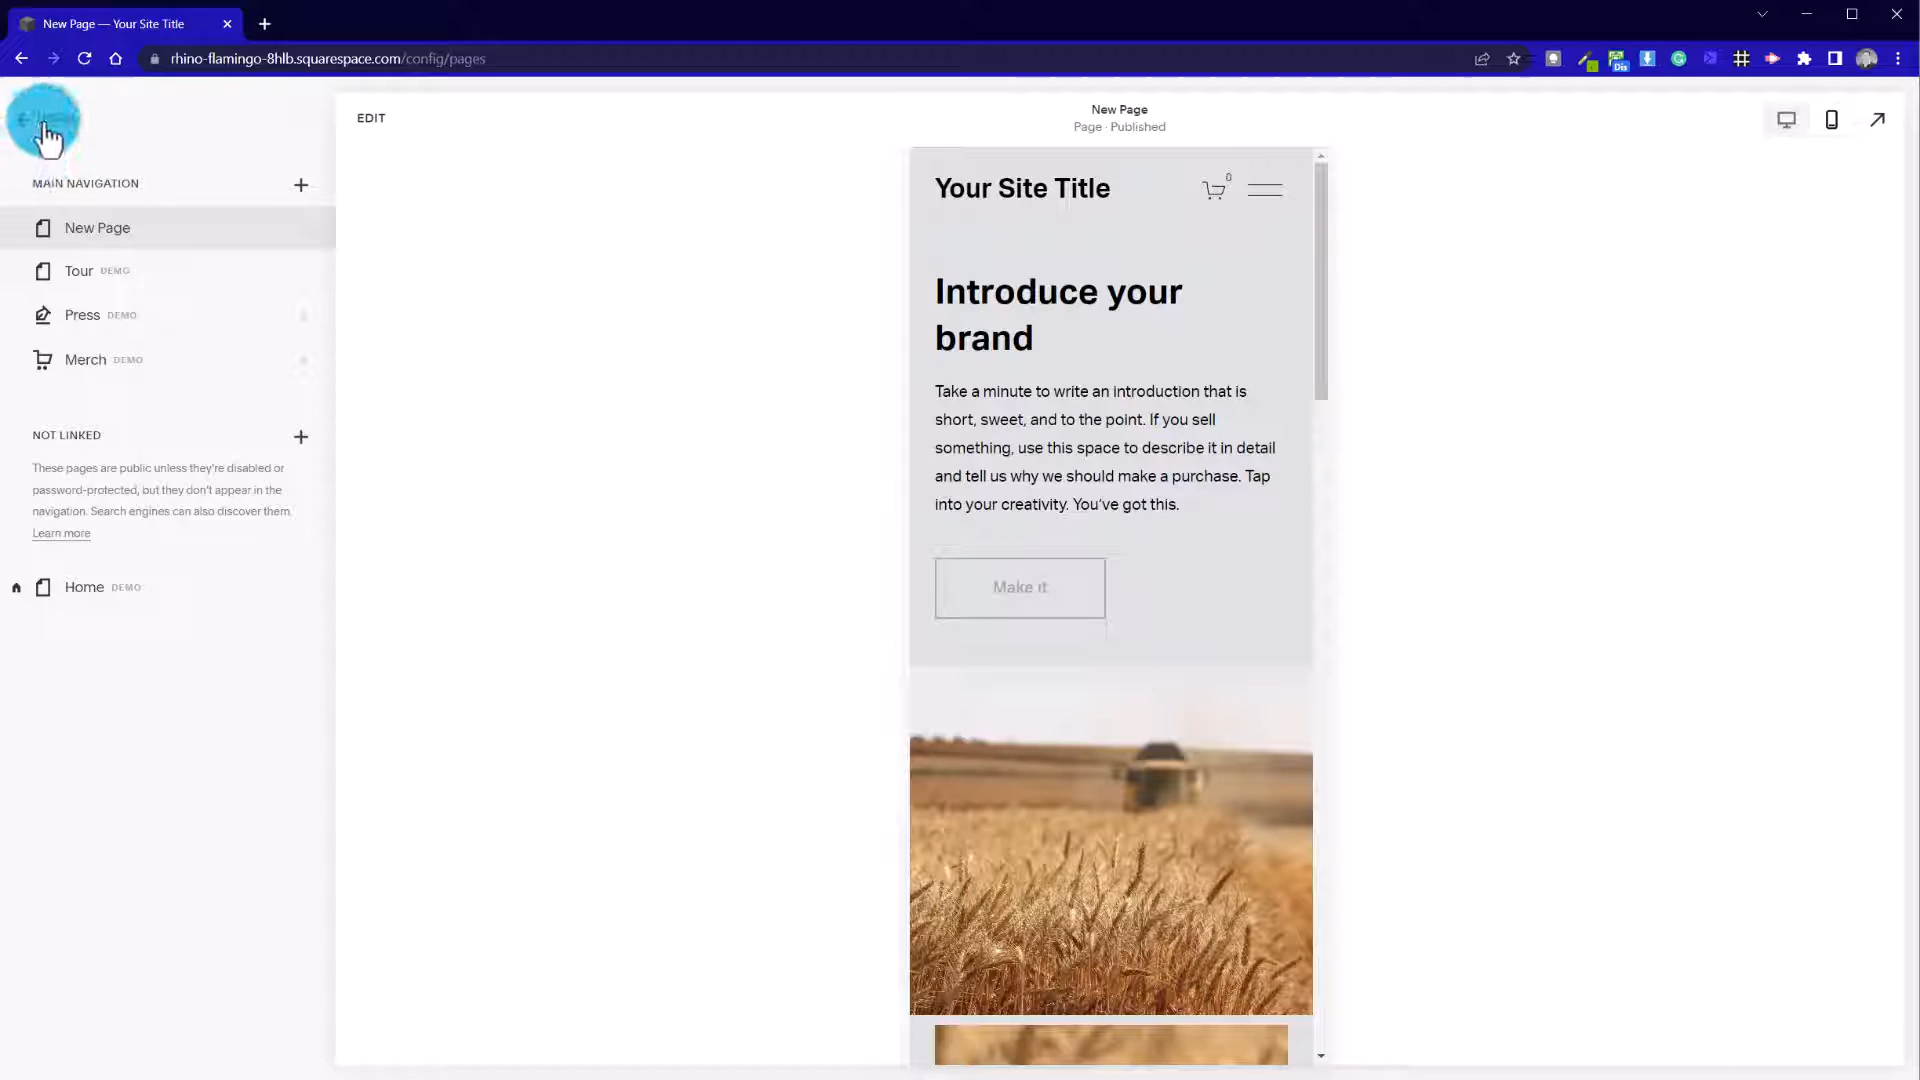 New Page — Your Site Title
rhino-flamingo-8hlb.squarespace.com/config/pages
Dis
EDIT
New Page
Page · Published
MAIN NAVIGATION
New Page
Tour DEMO
Press DEMO
Merch DEMO
NOT LINKED
These pages are public unless they're disabled or
password-protected, but they don't appear in the
navigation. Search engines can also discover them.
Learn more
Home DEMO
Your Site Title
0
Introduce your
brand
Take a minute to write an introduction that is
short, sweet, and to the point. If you sell
something, use this space to describe it in detail
and tell us why we should make a purchase. Tap
into your creativity. You've got this.
Make it